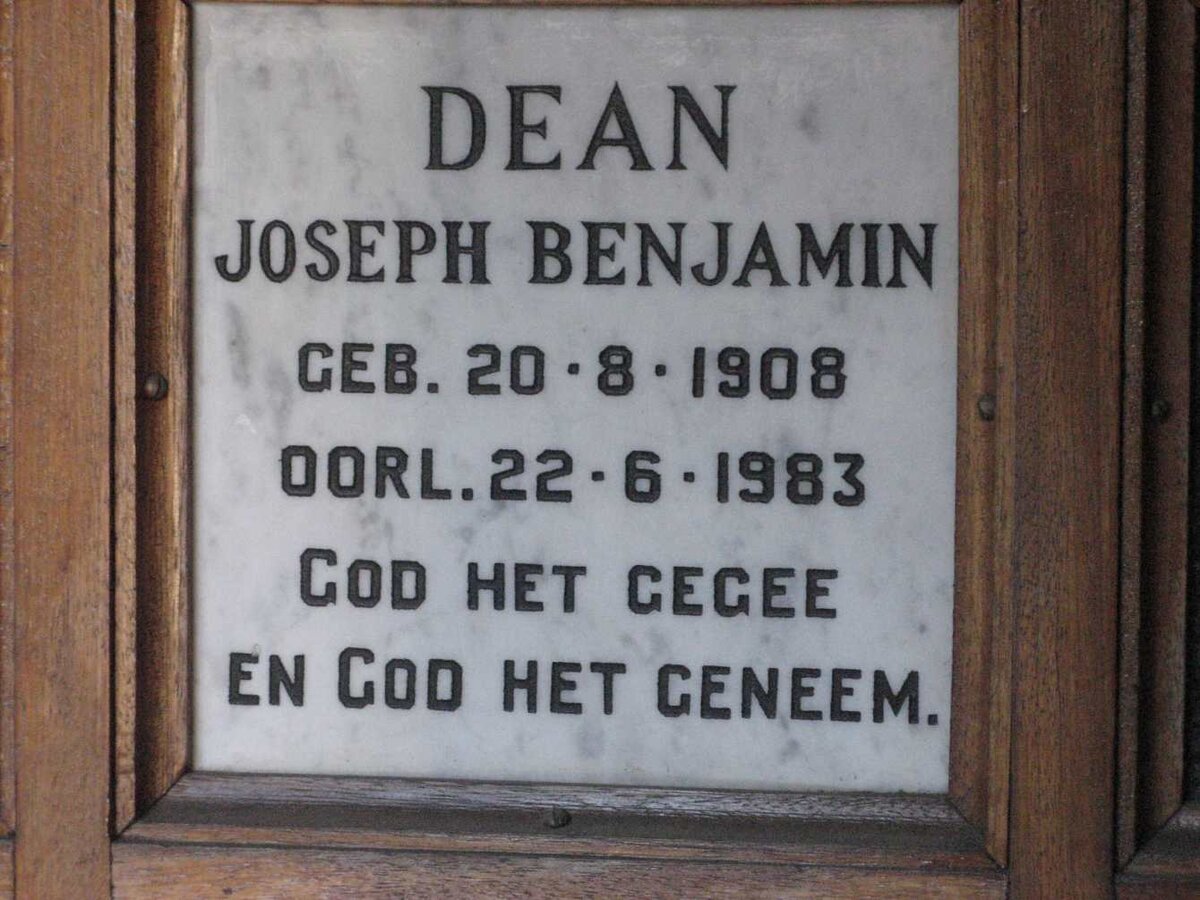 DEAN
JOSEPH BENJAMIN
GEB. 20·8·1908
OORL. 22·6·1983
GOD HET GEGEE
EN GOD HET GENEEM.